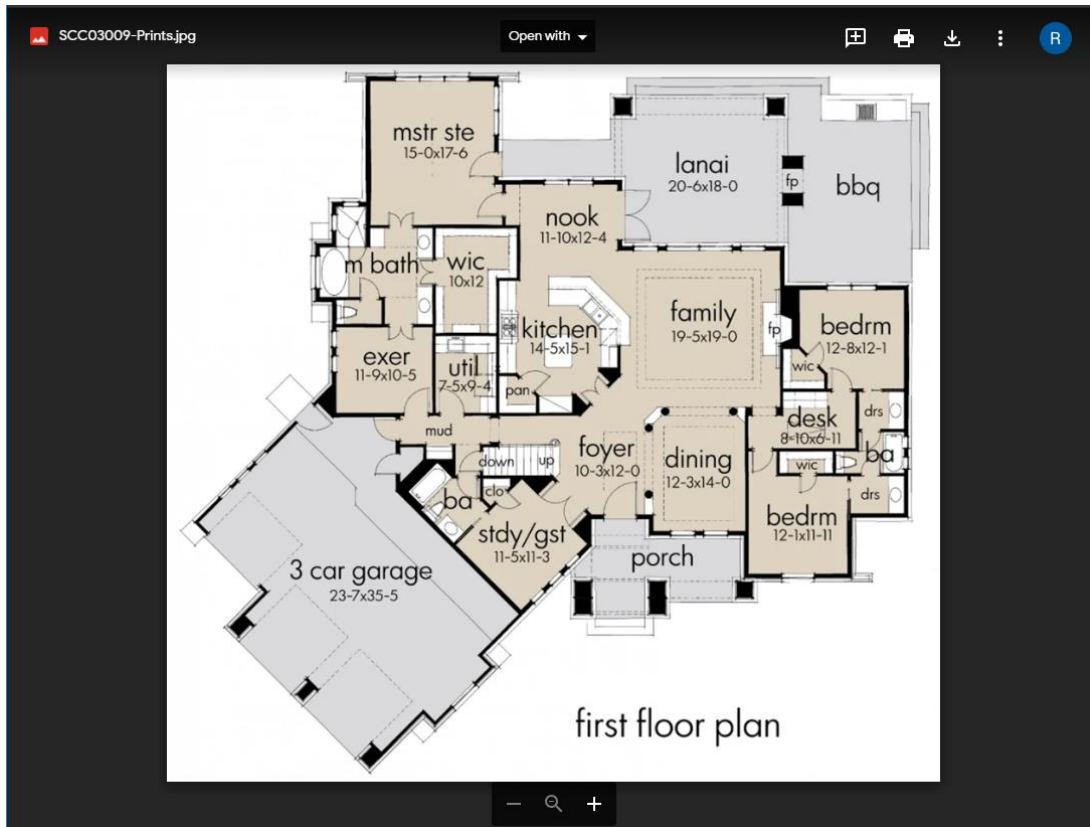 SCC03009-Prints.jpg
Open with
R
mstr ste
15-0x17-6
lanai
20-6x18-0
fp
bbq
nook
11-10x12-4
m bath
wic
10x12
family
19-5x19-0
fp
bedrm
12-8x12-1
kitchen
14-5x15-1
exer
11-9x10-5
util
7-5x9-4
wic
pan
drs
desk
8-10x6-11
mud
foyer
10-3x12-0
down
up
dining
12-3x14-0
ba
wic
clo
ba
drs
bedrm
12-1x11-11
stdy/gst
11-5x11-3
porch
3 car garage
23-7x35-5
first floor plan